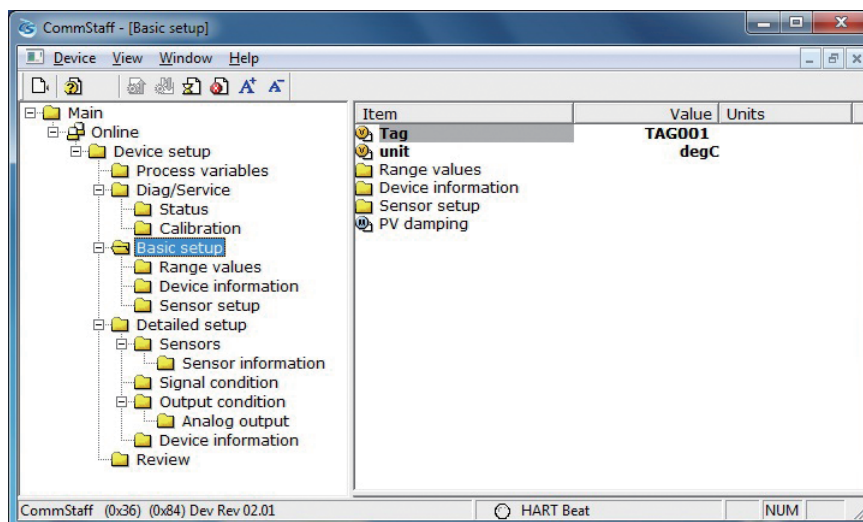 CommStaff - [Basic setup]
Device View Window Help
A+ A-
Main
Online
Device setup
Process variables
Diag/Service
Status
Calibration
Basic setup
Range values
Device information
Sensor setup
Detailed setup
Sensors
Sensor information
Signal condition
Output condition
Analog output
Device information
Review
Item Value Units
Tag TAG001
unit degC
Range values
Device information
Sensor setup
PV damping
CommStaff (0x36) (0x84) Dev Rev 02.01 HART Beat NUM